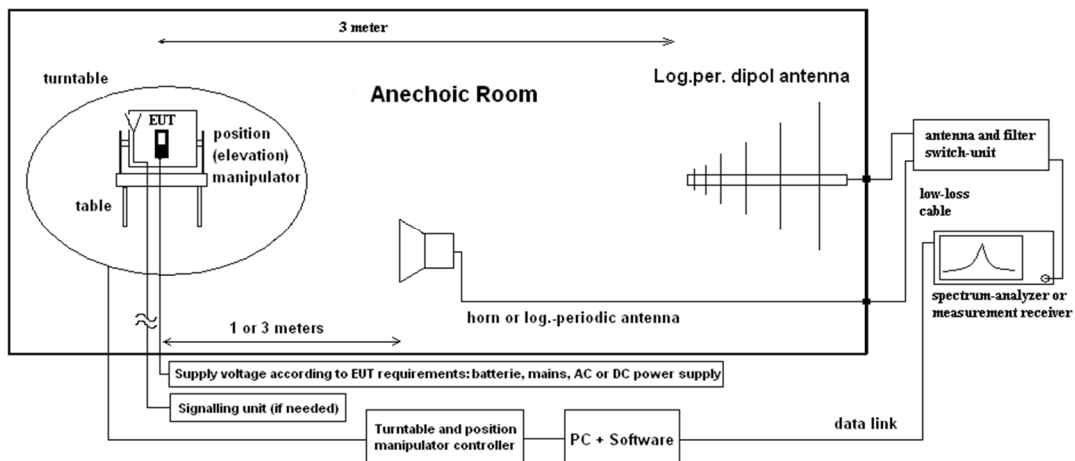 3 meter
turntable
Log.per. dipol antenna
Anechoic Room
EUT
position
(elevation)
manipulator
table
antenna and filter
switch-unit
low-loss
cable
spectrum-analyzer or
measurement receiver
horn or log.-periodic antenna
1 or 3 meters
Supply voltage according to EUT requirements: batterie, mains, AC or DC power supply
Signalling unit (if needed)
Turntable and position
manipulator controller
PC + Software
data link